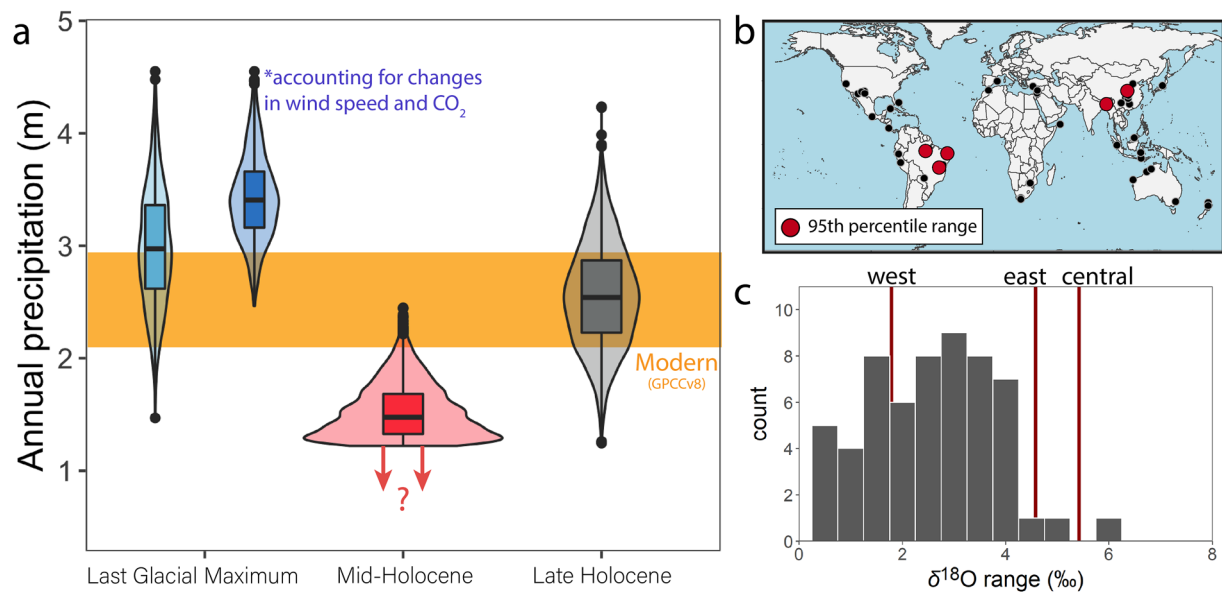 a
Annual precipitation (m)
5
4
3
2
1
*accounting for changes
in wind speed and CO₂
Modern
(GPCCv8)
?
Last Glacial Maximum
Mid-Holocene
Late Holocene
b
95th percentile range
c
west
east
central
count
10
8
6
4
2
0
0
2
4
6
8
δ¹⁸O range (‰)